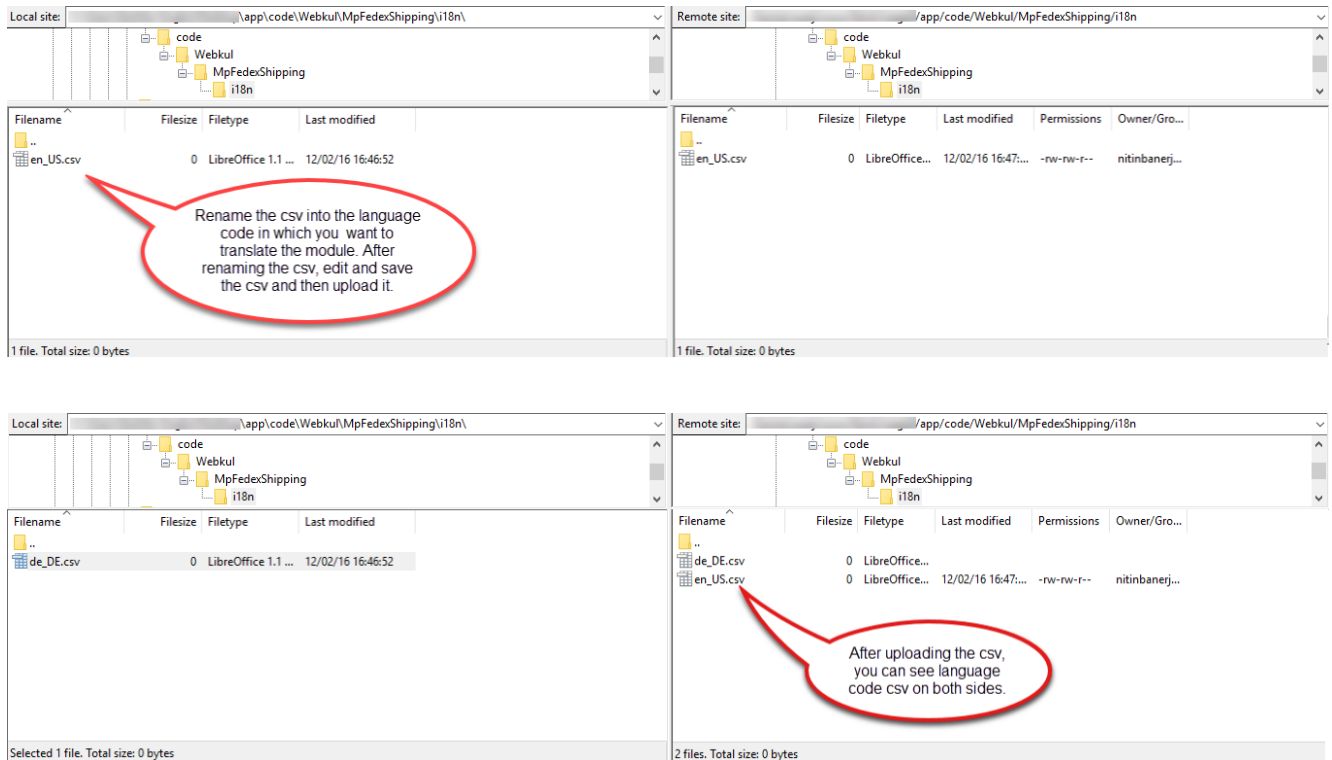 Local site: \app\code\Webkul\MpFedexShipping\i18n\
code
Webkul
MpFedexShipping
i18n
Filename Filesize Filetype Last modified
..
en_US.csv 0 LibreOffice 1.1 ... 12/02/16 16:46:52
Rename the csv into the language
code in which you want to
translate the module. After
renaming the csv, edit and save
the csv and then upload it.
1 file. Total size: 0 bytes
Remote site: /app/code/Webkul/MpFedexShipping/i18n
code
Webkul
MpFedexShipping
i18n
Filename Filesize Filetype Last modified Permissions Owner/Gro...
..
en_US.csv 0 LibreOffice... 12/02/16 16:47:... -rw-rw-r-- nitinbanerj...
1 file. Total size: 0 bytes
Local site: \app\code\Webkul\MpFedexShipping\i18n\
code
Webkul
MpFedexShipping
i18n
Filename Filesize Filetype Last modified
..
de_DE.csv 0 LibreOffice 1.1 ... 12/02/16 16:46:52
Selected 1 file. Total size: 0 bytes
Remote site: /app/code/Webkul/MpFedexShipping/i18n
code
Webkul
MpFedexShipping
i18n
Filename Filesize Filetype Last modified Permissions Owner/Gro...
..
de_DE.csv 0 LibreOffice...
en_US.csv 0 LibreOffice... 12/02/16 16:47:... -rw-rw-r-- nitinbanerj...
After uploading the csv,
you can see language
code csv on both sides.
2 files. Total size: 0 bytes